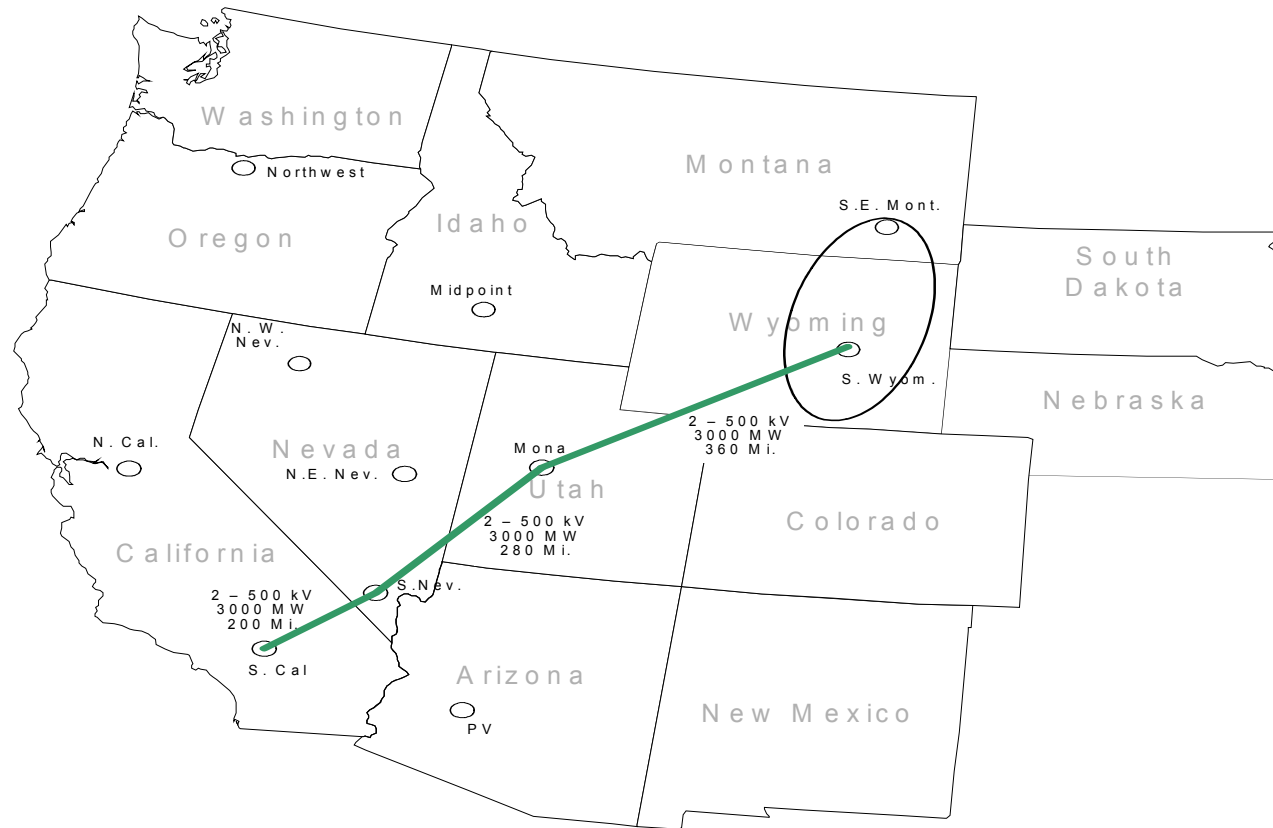 Washington
Northwest
Montana
S.E. Mont.
Idaho
Oregon
South
Dakota
Midpoint
Wyoming
N. W.
Nev.
S. Wyom.
Nebraska
2 – 500 kV
3000 MW
360 Mi.
N. Cal.
Nevada
N.E. Nev.
Mona
Utah
Colorado
2 – 500 kV
3000 MW
280 Mi.
California
S.Nev.
2 – 500 kV
3000 MW
200 Mi.
S. Cal
Arizona
PV
New Mexico